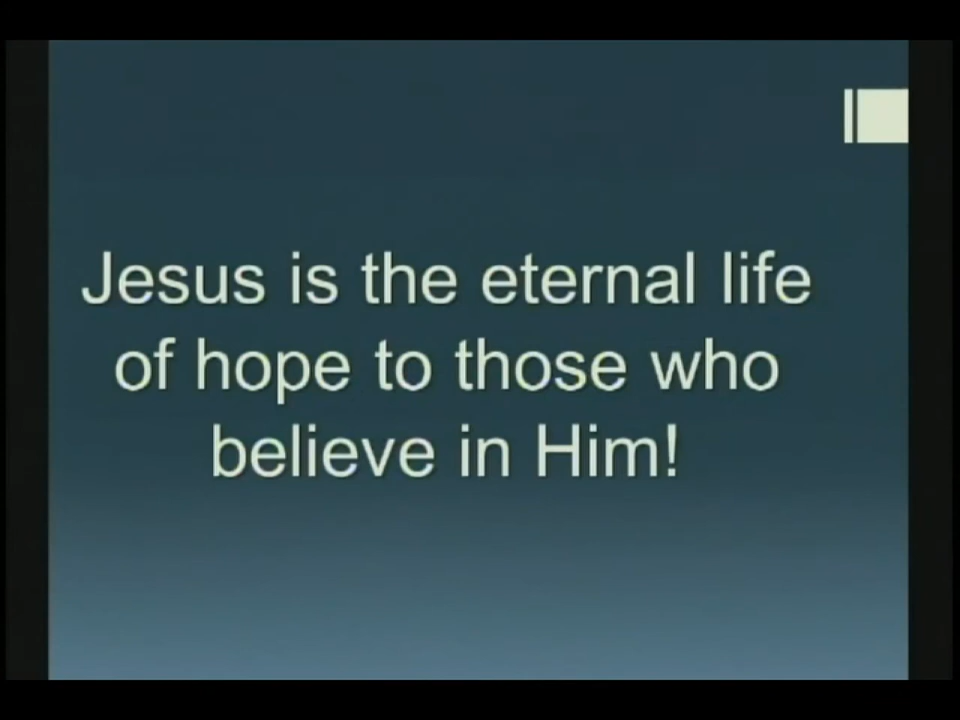 Jesus is the eternal life
of hope to those who
believe in Him!